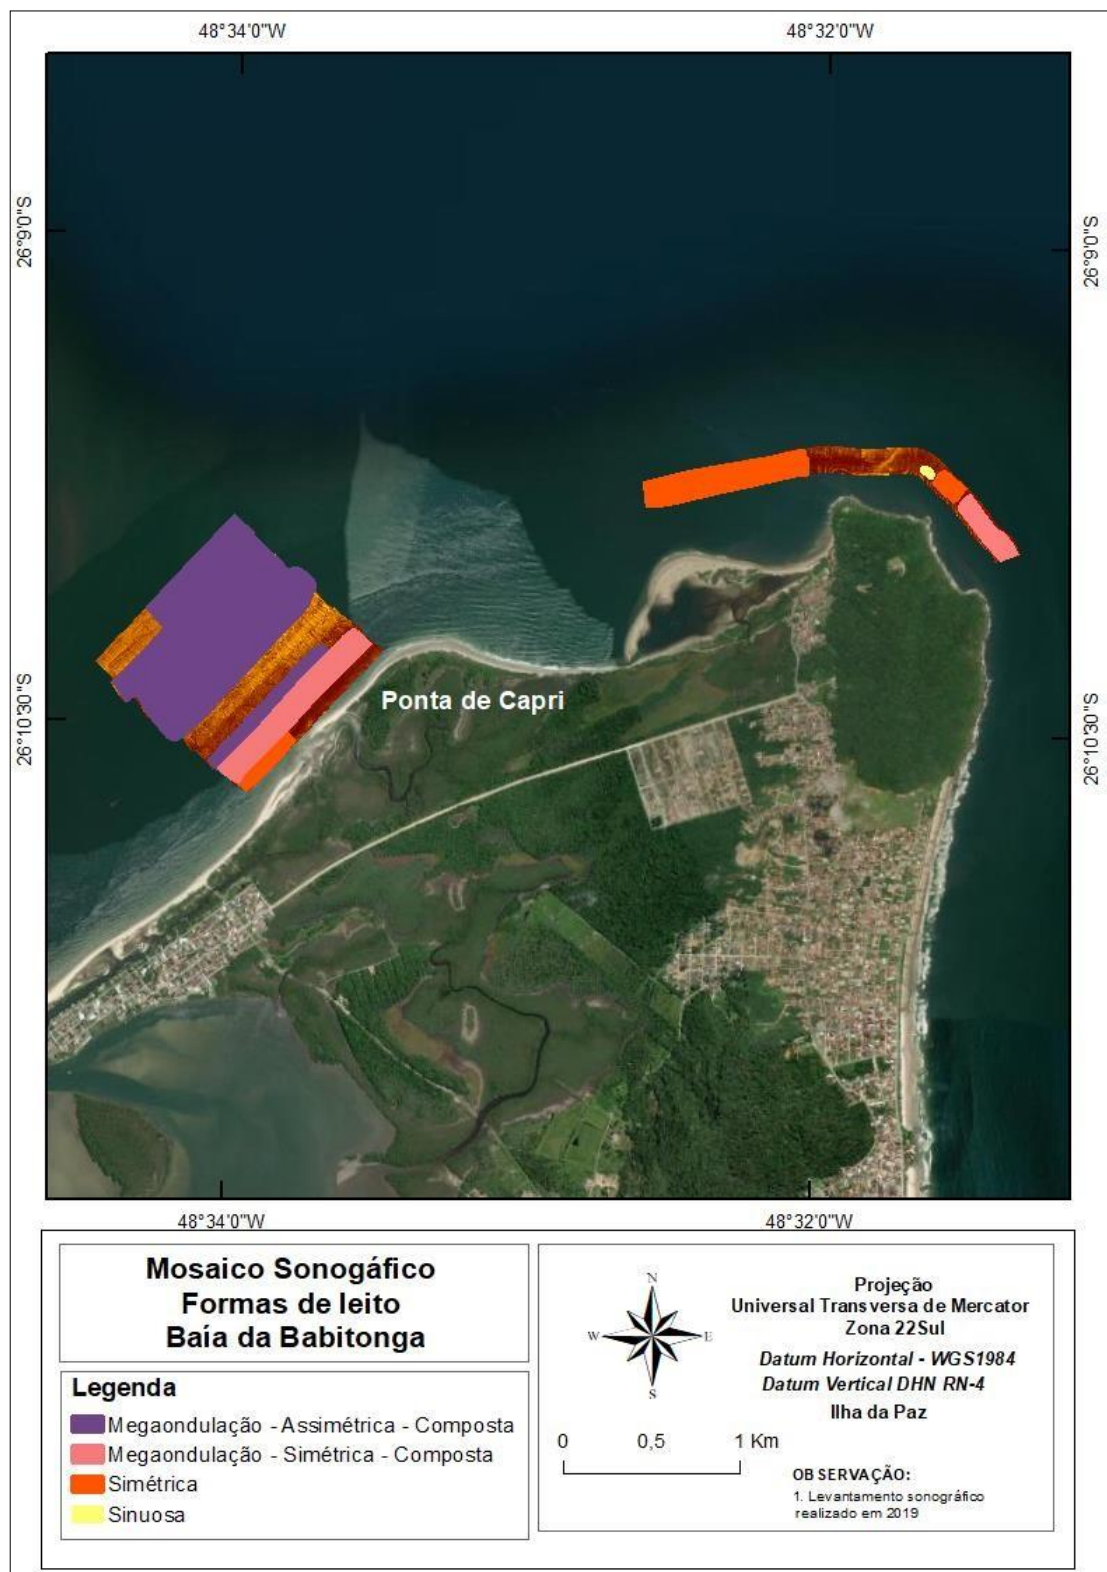 48°34'0"W 48°32'0"W
26°9'0"S
26°9'0"S
Ponta de Capri
26°10'30"S
26°10'30"S
48°34'0"W 48°32'0"W
Mosaico Sonogáfico
Formas de leito
Baía da Babitonga
Legenda
Megaondulação - Assimétrica - Composta
Megaondulação - Simétrica - Composta
Simétrica
Sinuosa
N
W E
S
Projeção
Universal Transversa de Mercator
Zona 22Sul
Datum Horizontal - WGS1984
Datum Vertical DHN RN-4
Ilha da Paz
0 0,5 1 Km
OBSERVAÇÃO:
1. Levantamento sonográfico
realizado em 2019